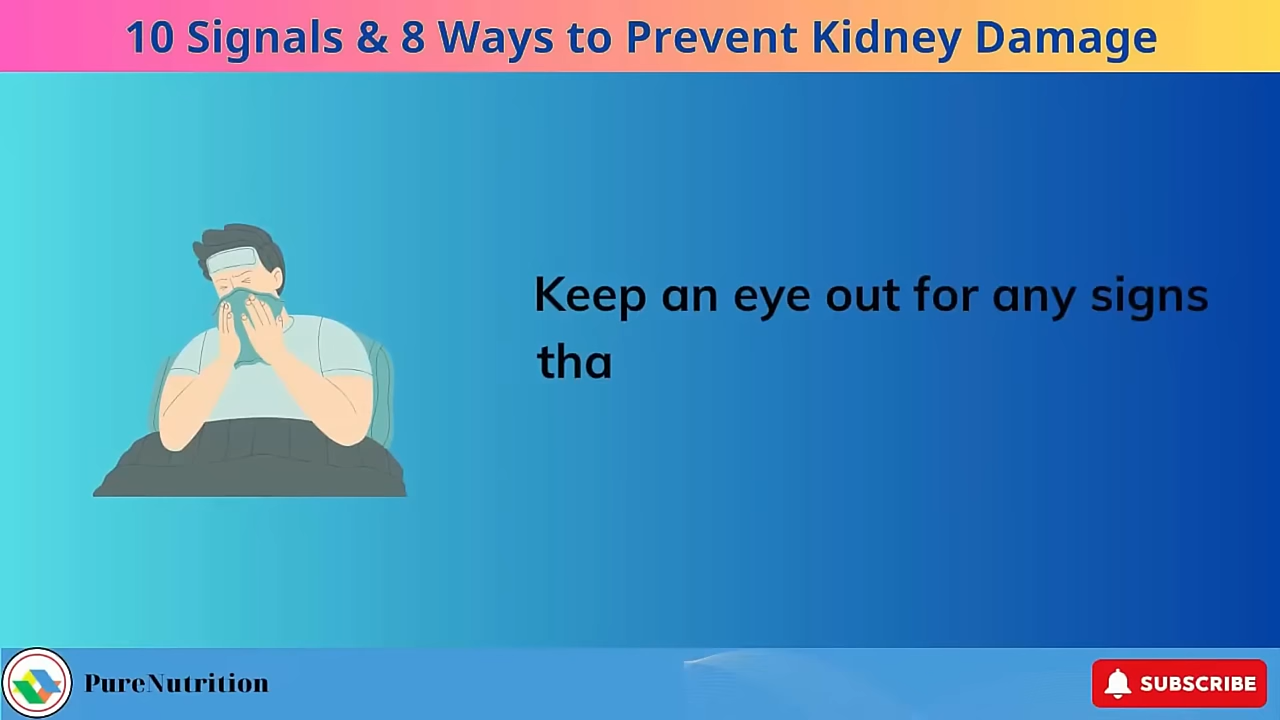 10 Signals & 8 Ways to Prevent Kidney Damage
Keep an eye out for any signs
tha
PureNutrition
SUBSCRIBE